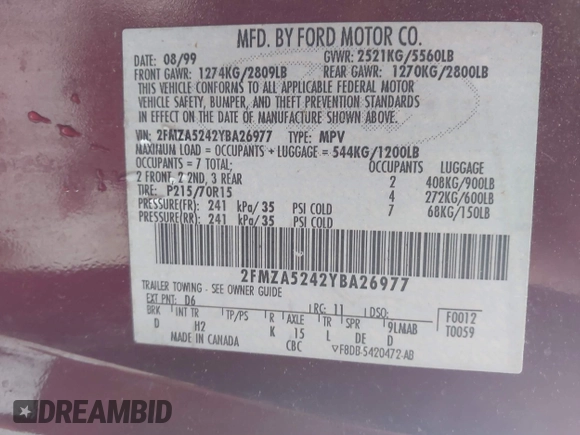 MFD. BY FORD MOTOR CO.
DATE: 08/99 GVWR: 2521KG/5560LB
FRONT GAWR: 1274KG/2809LB REAR GAWR: 1270KG/2800LB
THIS VEHICLE CONFORMS TO ALL APPLICABLE FEDERAL MOTOR
VEHICLE SAFETY, BUMPER, AND THEFT PREVENTION STANDARDS
IN EFFECT ON THE DATE OF MANUFACTURE SHOWN ABOVE.
VIN: 2FMZA5242YBA26977 TYPE: MPV
MAXIMUM LOAD = OCCUPANTS + LUGGAGE = 544KG/1200LB
OCCUPANTS = 7 TOTAL: OCCUPANTS LUGGAGE
2 FRONT, 2 2ND, 3 REAR 2 408KG/900LB
TIRE: P215/70R15 4 272KG/600LB
PRESSURE(FR): 241 kPa/35 PSI COLD 7 68KG/150LB
PRESSURE(RR): 241 kPa/35 PSI COLD
2FMZA5242YBA26977
TRAILER TOWING - SEE OWNER GUIDE
EXT PNT: D6 RC: 11 DSO: F0012
BRK INT TR TP/PS R AXLE TR SPR 9LMAB T0059
D H2 K 15 L DE D
MADE IN CANADA CBC ▽F8DB-5420472-AB
DREAMBID